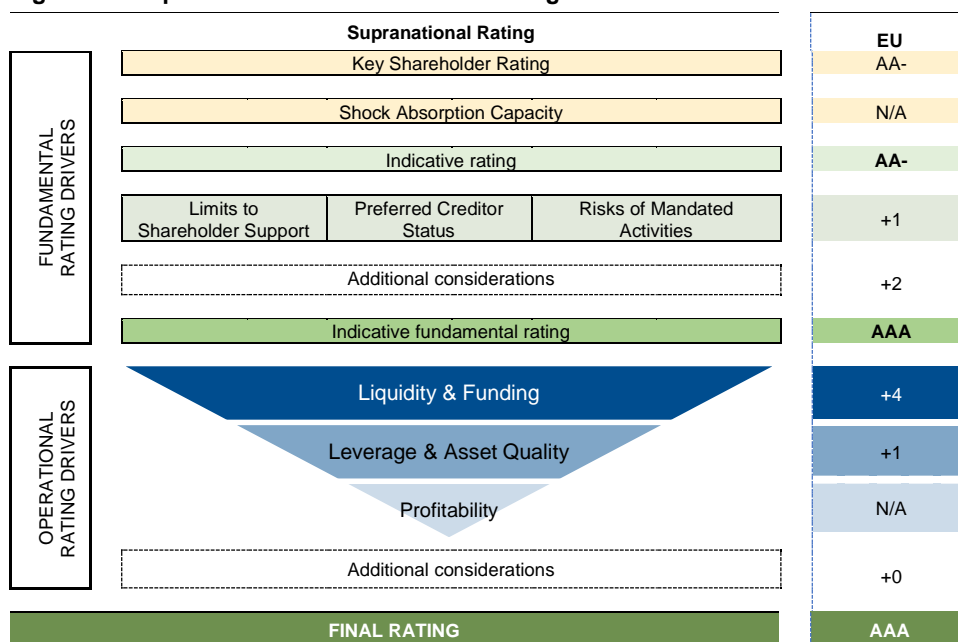 Supranational Rating
EU
Key Shareholder Rating
AA-
Shock Absorption Capacity
N/A
Indicative rating
AA-
FUNDAMENTAL
RATING DRIVERS
Limits to
Shareholder Support
Preferred Creditor
Status
Risks of Mandated
Activities
+1
Additional considerations
+2
Indicative fundamental rating
AAA
OPERATIONAL
RATING DRIVERS
Liquidity & Funding
+4
Leverage & Asset Quality
+1
Profitability
N/A
Additional considerations
+0
FINAL RATING
AAA